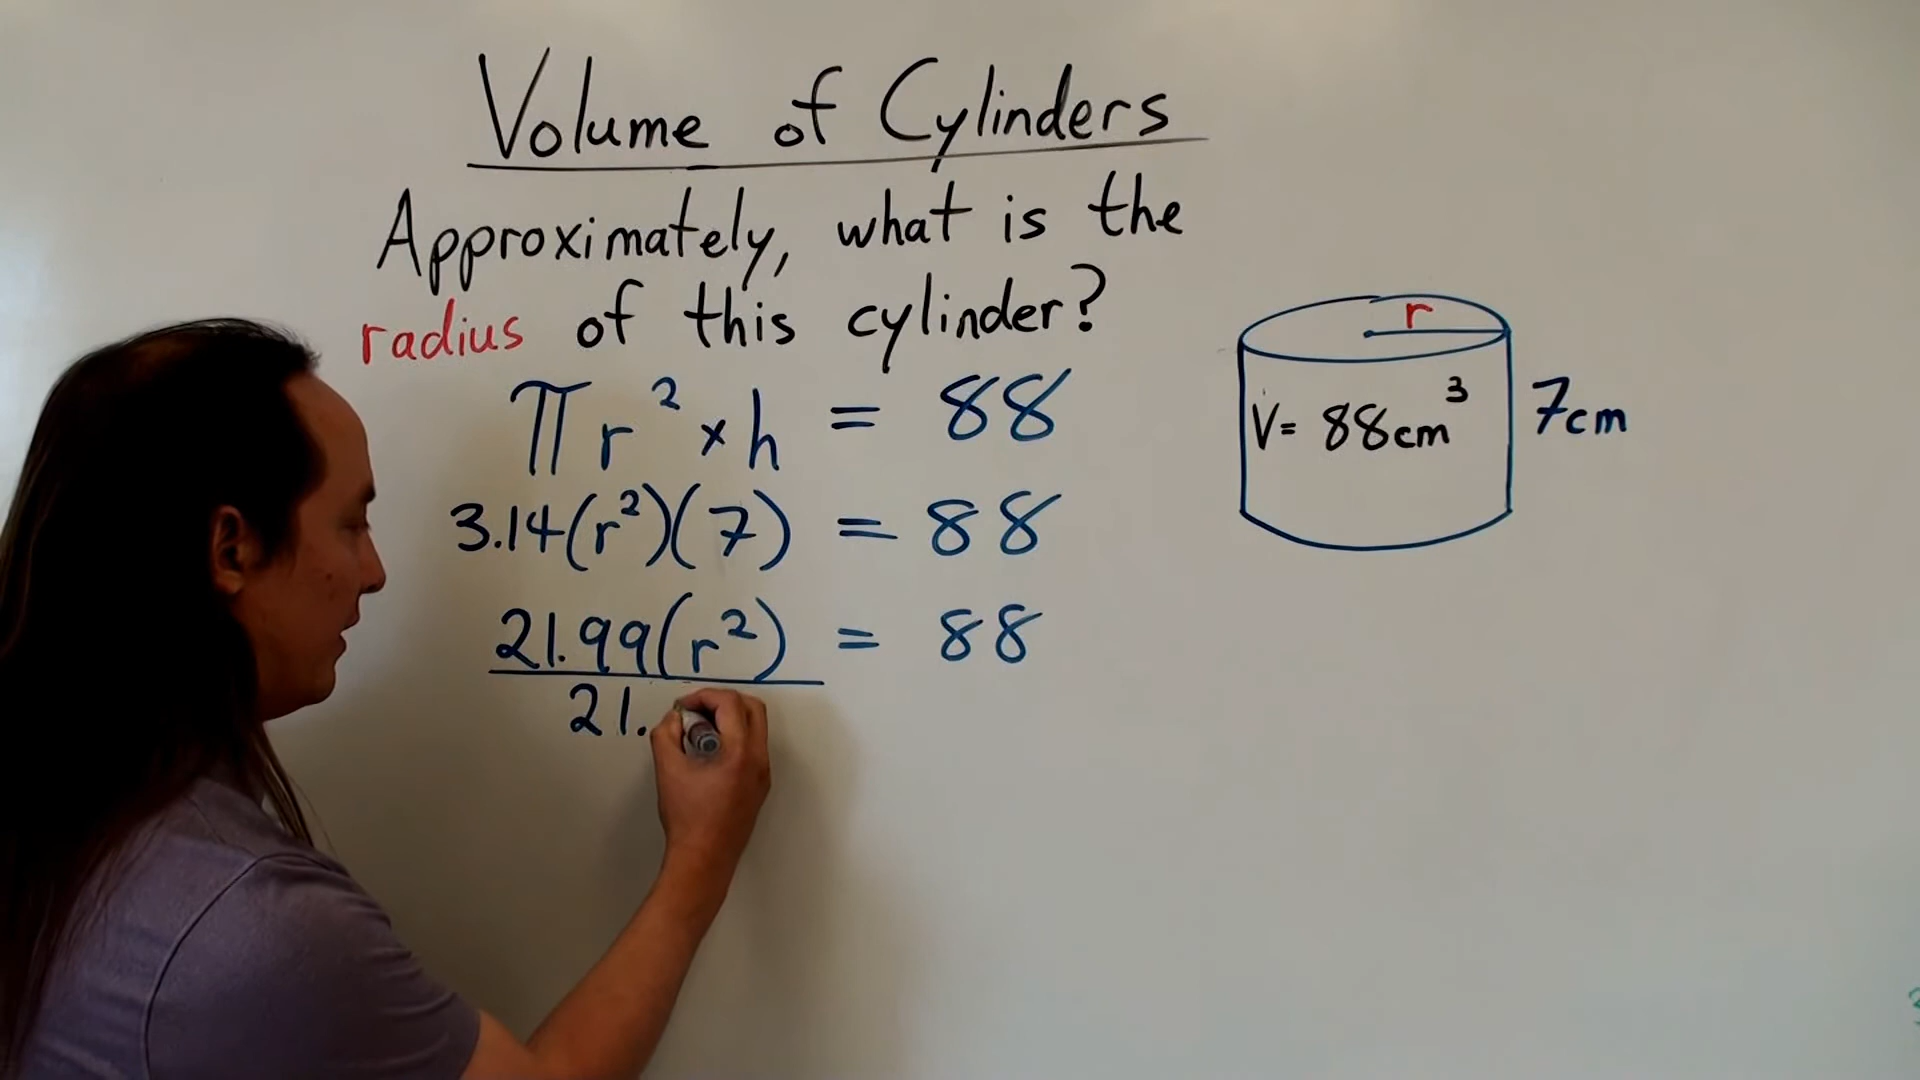 Volume of Cylinders
Approximately, what is the
radius of this cylinder?
πr² × h = 88
3.14(r²)(7) = 88
21.99(r²) = 88
21.
r
V= 88cm³
7cm